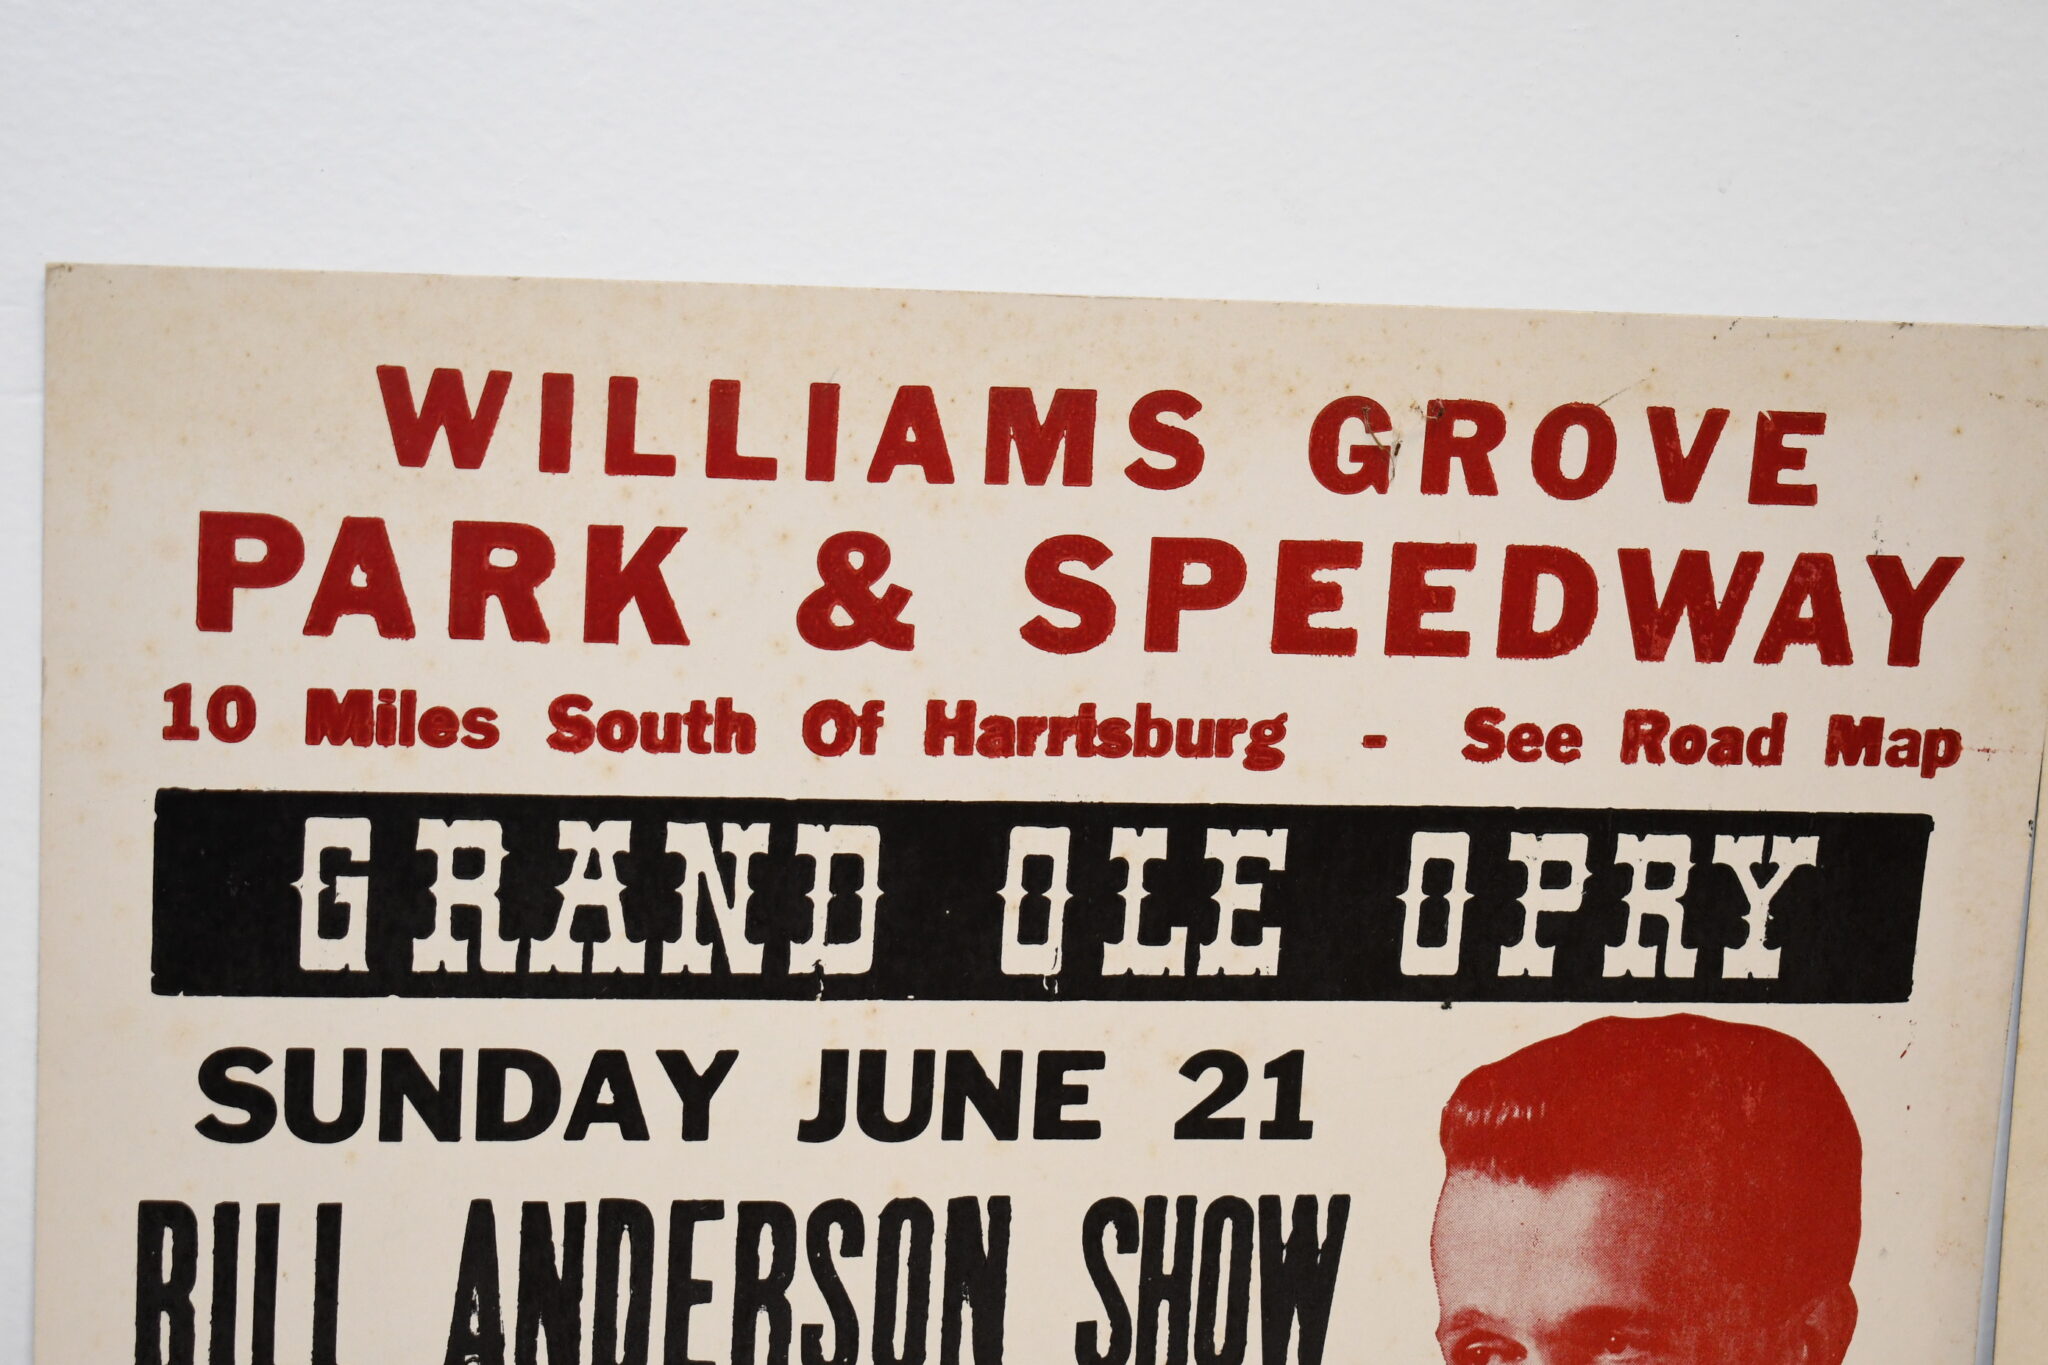 WILLIAMS GROVE
PARK & SPEEDWAY
10 Miles South Of Harrisburg - See Road Map
GRAND OLE OPRY
SUNDAY JUNE 21
BILL ANDERSON SHOW